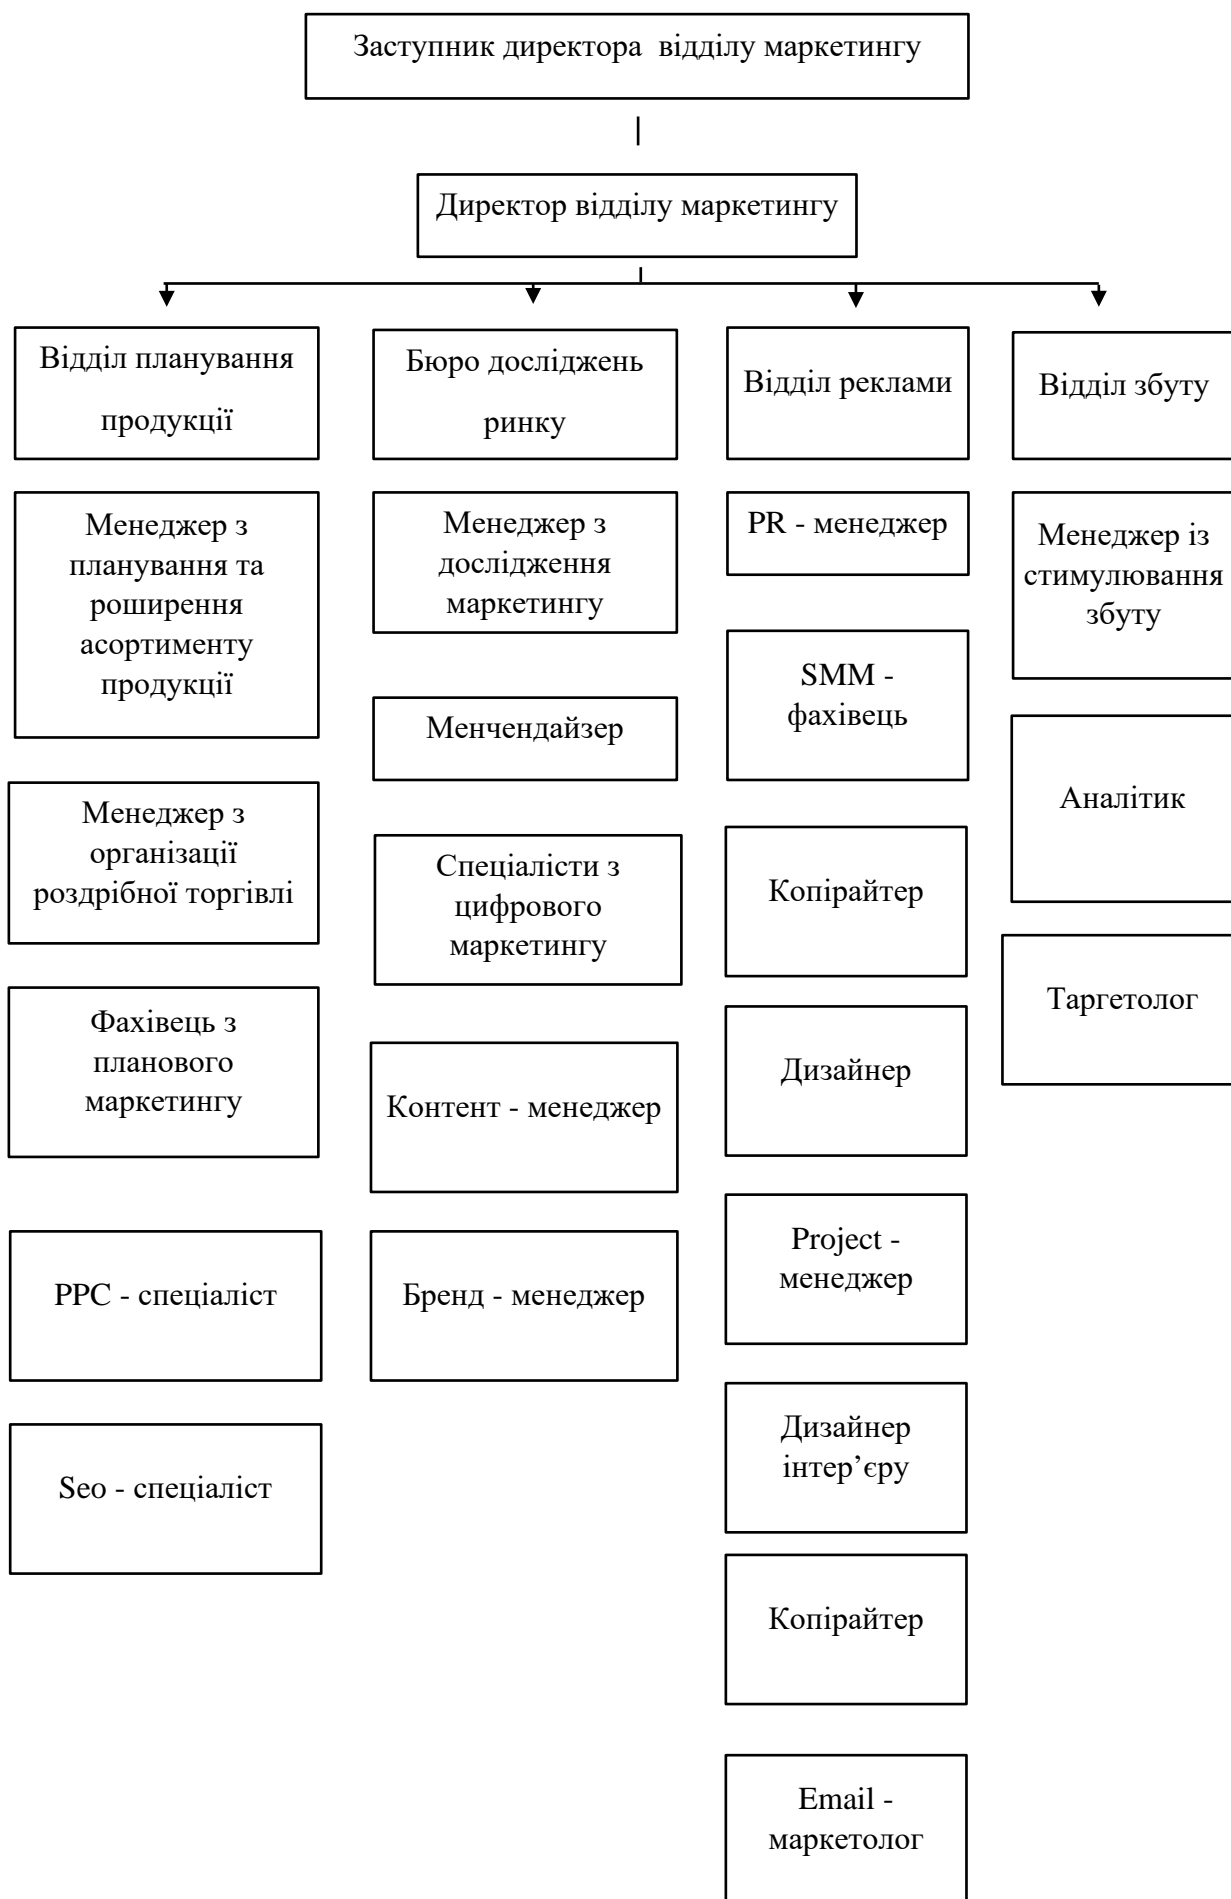 Заступник директора  відділу маркетингу
Директор відділу маркетингу
Відділ планування
продукції
Бюро досліджень
ринку
Відділ реклами
Відділ збуту
Менеджер з
планування та
роширення
асортименту
продукції
Менеджер з
дослідження
маркетингу
PR - менеджер
Менеджер із
стимулювання
збуту
SMM -
фахівець
Менчендайзер
Аналітик
Менеджер з
організації
роздрібної торгівлі
Спеціалісти з
цифрового
маркетингу
Копірайтер
Таргетолог
Фахівець з
планового
маркетингу
Контент - менеджер
Дизайнер
PPC - спеціаліст
Бренд - менеджер
Project -
менеджер
Seo - спеціаліст
Дизайнер
інтер’єру
Копірайтер
Email -
маркетолог